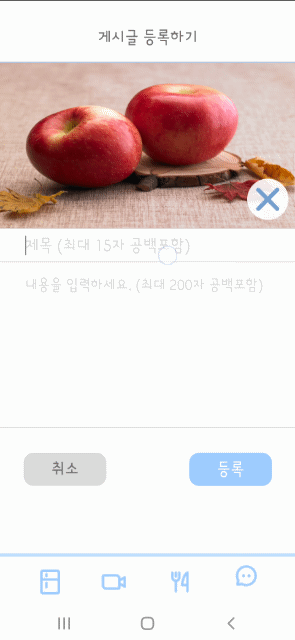 게시글 등록하기
제목 (최대 15자 공백포함)
내용을 입력하세요. (최대 200자 공백포함)
취소
등록